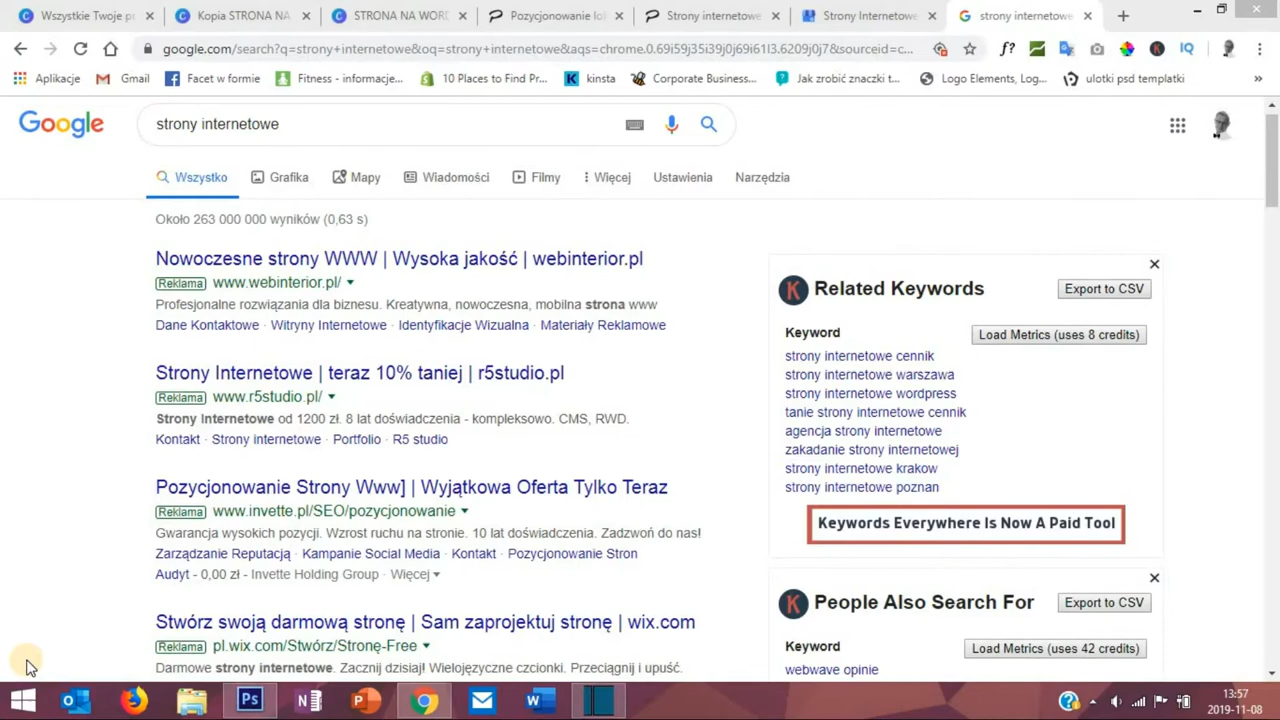 Wszystkie Twoje p
Kopia STRONA NA
STRONA NA WORD
Pozycjonowanie lo
Strony internetowe
Strony Internetowe
strony internetowe
google.com/search?q=strony+internetowe&oq=strony+internetowe&aqs=chrome.0.69i59j35i39j0j69i61l3.6209j0j7&sourceid=c...
Aplikacje
Gmail
Facet w formie
Fitness - informacje...
10 Places to Find Pr...
kinsta
Corporate Business...
Jak zrobić znaczki t...
Logo Elements, Log...
ulotki psd templatki
»
Google
strony internetowe
Wszystko
Grafika
Mapy
Wiadomości
Filmy
Więcej
Ustawienia
Narzędzia
Około 263 000 000 wyników (0,63 s)
Nowoczesne strony WWW | Wysoka jakość | webinterior.pl
Reklama www.webinterior.pl/
Profesjonalne rozwiązania dla biznesu. Kreatywna, nowoczesna, mobilna strona www
Dane Kontaktowe · Witryny Internetowe · Identyfikacje Wizualna · Materiały Reklamowe
Strony Internetowe | teraz 10% taniej | r5studio.pl
Reklama www.r5studio.pl/
Strony Internetowe od 1200 zł. 8 lat doświadczenia - kompleksowo. CMS, RWD.
Kontakt · Strony internetowe · Portfolio · R5 studio
Pozycjonowanie Strony Www] | Wyjątkowa Oferta Tylko Teraz
Reklama www.invette.pl/SEO/pozycjonowanie
Gwarancja wysokich pozycji. Wzrost ruchu na stronie. 10 lat doświadczenia. Zadzwoń do nas!
Zarządzanie Reputacją · Kampanie Social Media · Kontakt · Pozycjonowanie Stron
Audyt - 0,00 zł - Invette Holding Group · Więcej
Stwórz swoją darmową stronę | Sam zaprojektuj stronę | wix.com
Reklama pl.wix.com/Stwórz/Stronę-Free
Darmowe strony internetowe. Zacznij dzisiaj! Wielojęzyczne czcionki. Przeciągnij i upuść.
Related Keywords
Export to CSV
Keyword
Load Metrics (uses 8 credits)
strony internetowe cennik
strony internetowe warszawa
strony internetowe wordpress
tanie strony internetowe cennik
agencja strony internetowe
zakadanie strony internetowej
strony internetowe krakow
strony internetowe poznan
Keywords Everywhere Is Now A Paid Tool
People Also Search For
Export to CSV
Keyword
Load Metrics (uses 42 credits)
webwave opinie
13:57
2019-11-08